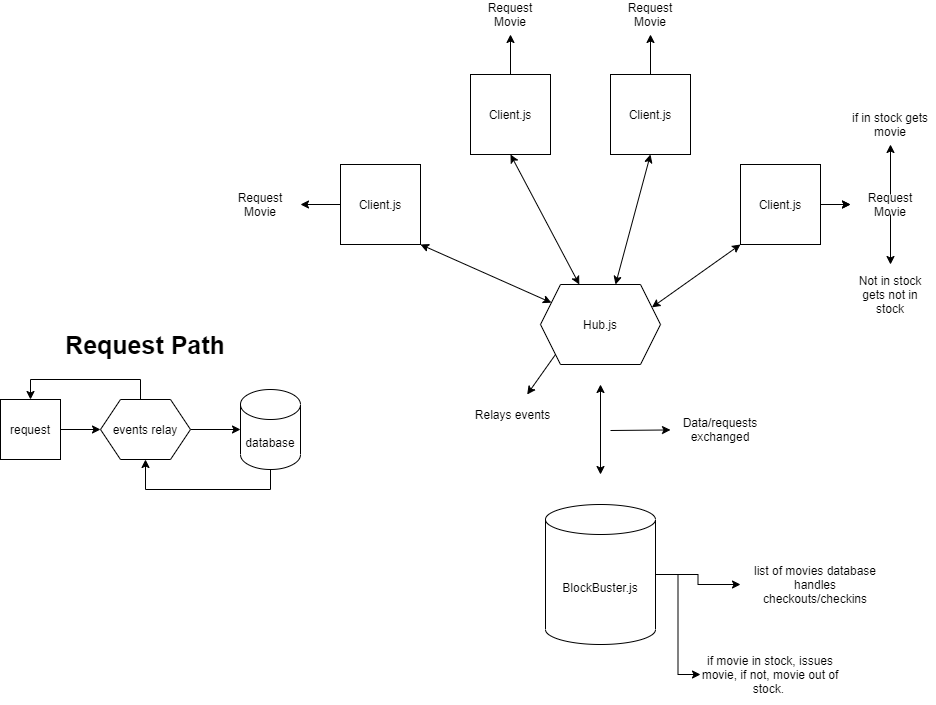 Request
Movie
Request
Movie
Client.js
Client.js
if in stock gets
movie
Request
Movie
Client.js
Client.js
Request
Movie
Not in stock
gets not in
stock
Hub.js
Request Path
Relays events
Data/requests
exchanged
request
events relay
database
BlockBuster.js
list of movies database
handles
checkouts/checkins
if movie in stock, issues
movie, if not, movie out of
stock.